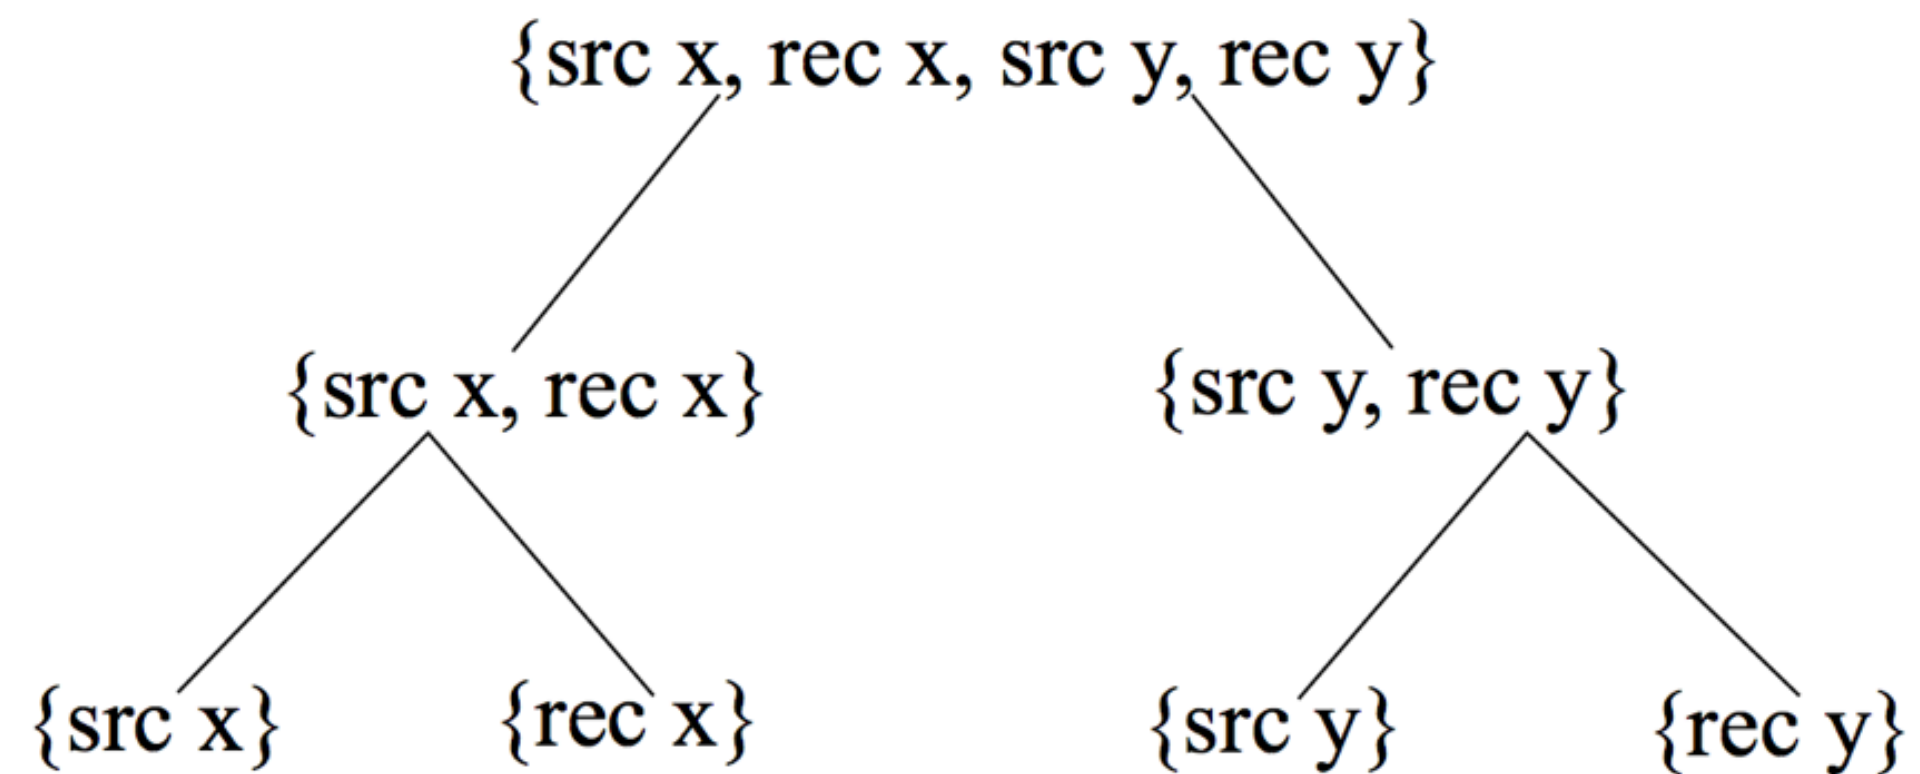 {src x, rec x, src y, rec y}
{src x, rec x}
{src y, rec y}
{src x}
{rec x}
{src y}
{rec y}